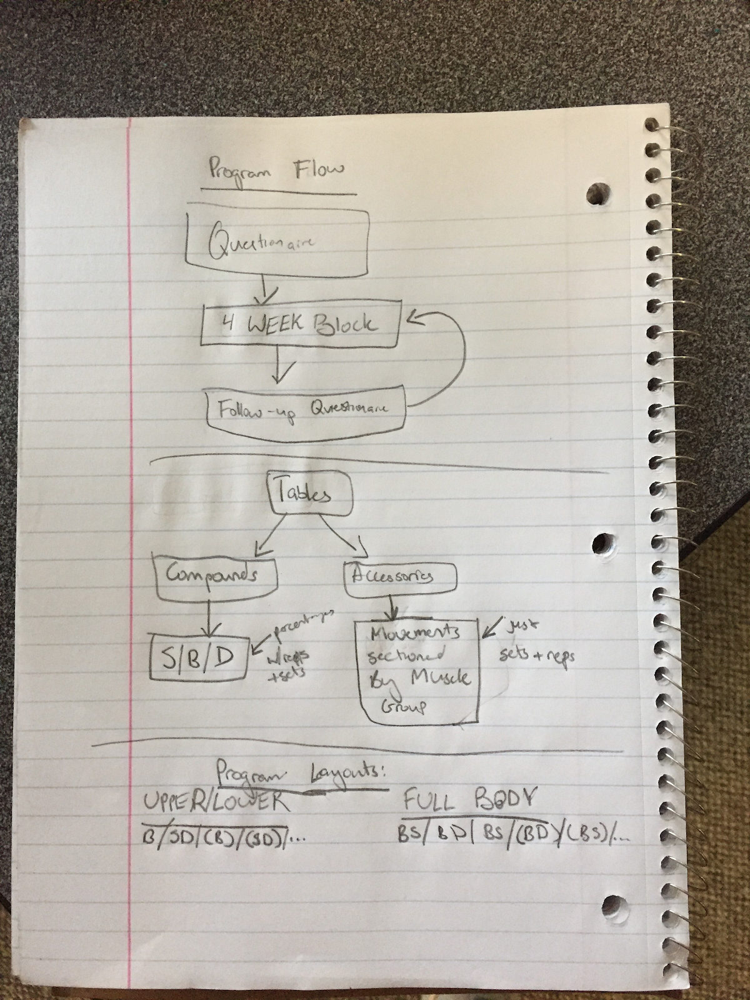 Program Flow
Questionaire
4 WEEK Block
Follow-up Questionaire
Tables
Compounds
Accessories
S/B/D
percentages
w/reps
+sets
Movements
sectioned
By Muscle
Group
just
sets + reps
Program Layouts:
UPPER/LOWER
B/SD/(B)/(SD)/...
FULL BODY
BS/BD/BS/(BD)/(BS)/...